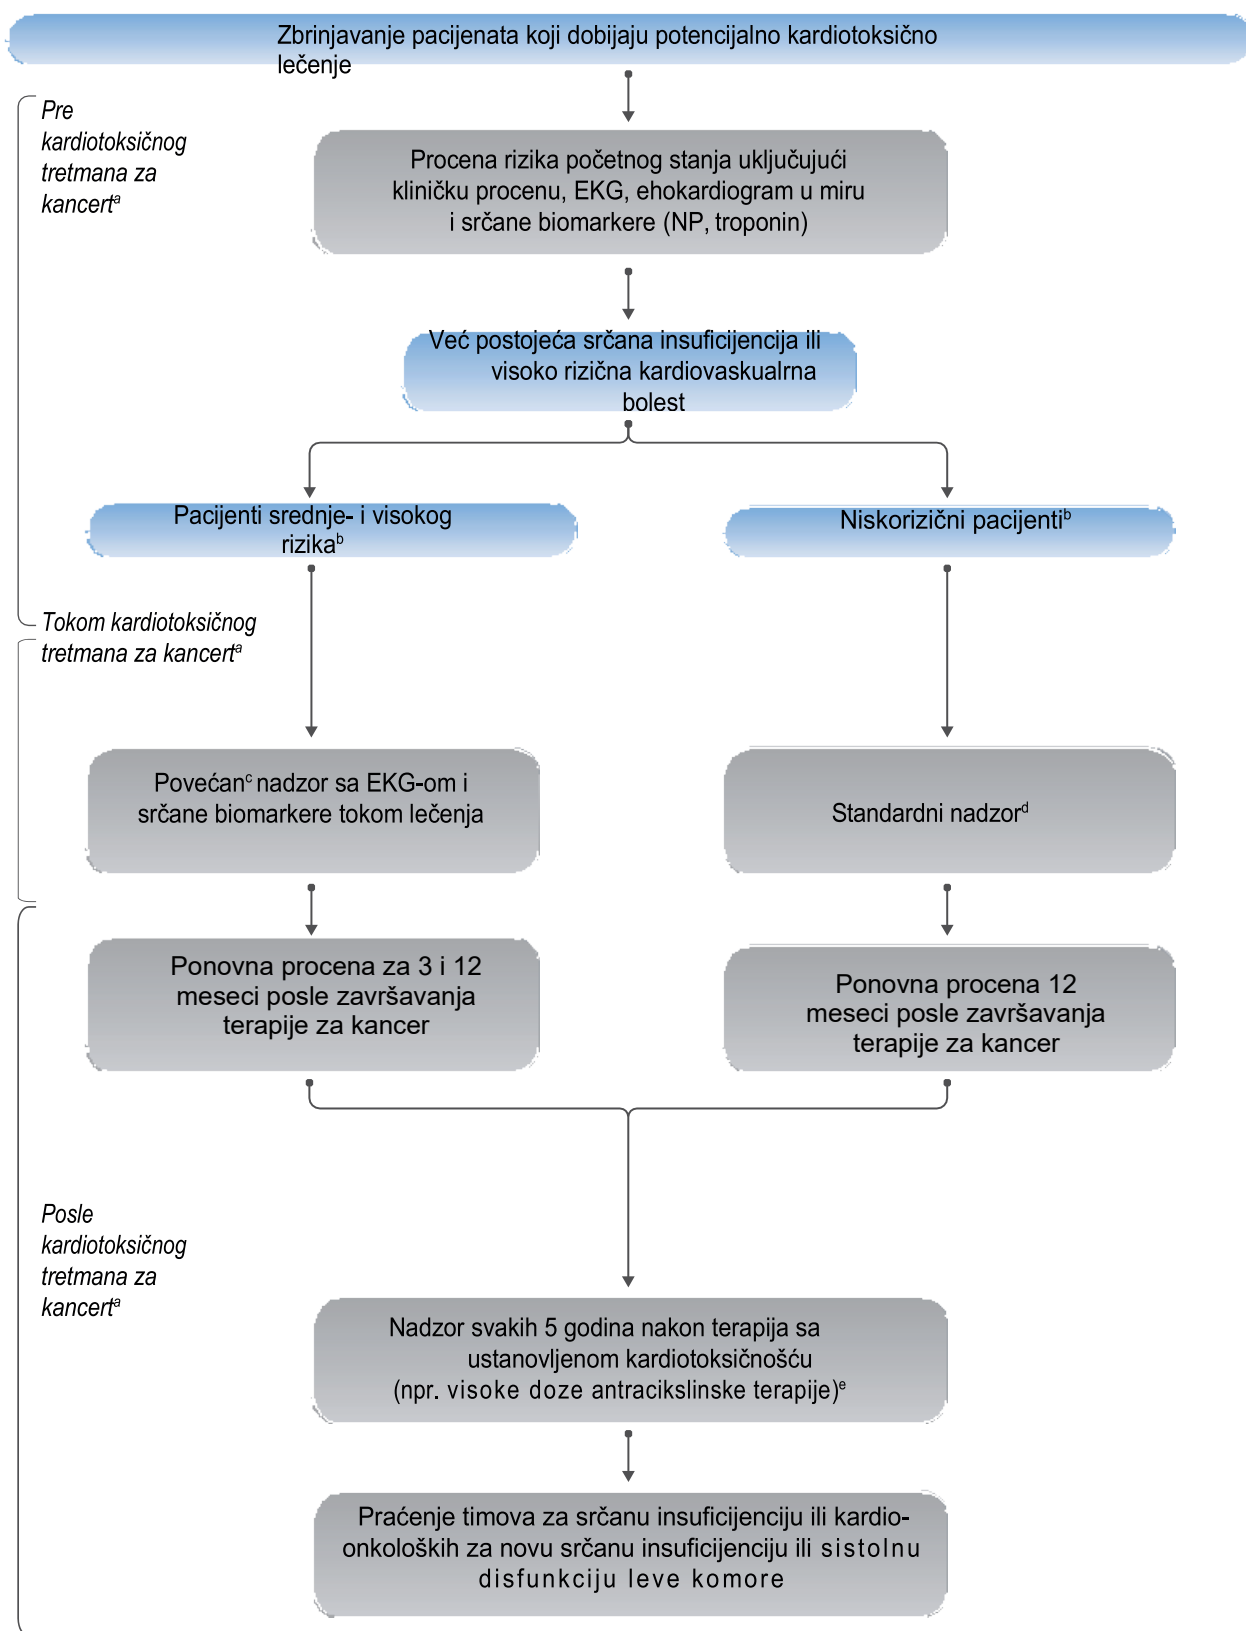 Zbrinjavanje pacijenata koji dobijaju potencijalno kardiotoksično
lečenje
Pre
kardiotoksičnog
tretmana za
kancertᵃ
Procena rizika početnog stanja uključujući
kliničku procenu, EKG, ehokardiogram u miru
i srčane biomarkere (NP, troponin)
Već postojeća srčana insuficijencija ili
visoko rizična kardiovaskualrna
bolest
Pacijenti srednje- i visokog
rizikaᵇ
Niskorizični pacijentiᵇ
Tokom kardiotoksičnog
tretmana za kancertᵃ
Povećanᶜ nadzor sa EKG-om i
srčane biomarkere tokom lečenja
Standardni nadzorᵈ
Ponovna procena za 3 i 12
meseci posle završavanja
terapije za kancer
Ponovna procena 12
meseci posle završavanja
terapije za kancer
Posle
kardiotoksičnog
tretmana za
kancertᵃ
Nadzor svakih 5 godina nakon terapija sa
ustanovljenom kardiotoksičnošću
(npr. visoke doze antracikslinske terapije)ᵉ
Praćenje timova za srčanu insuficijenciju ili kardio-
onkoloških za novu srčanu insuficijenciju ili sistolnu
disfunkciju leve komore